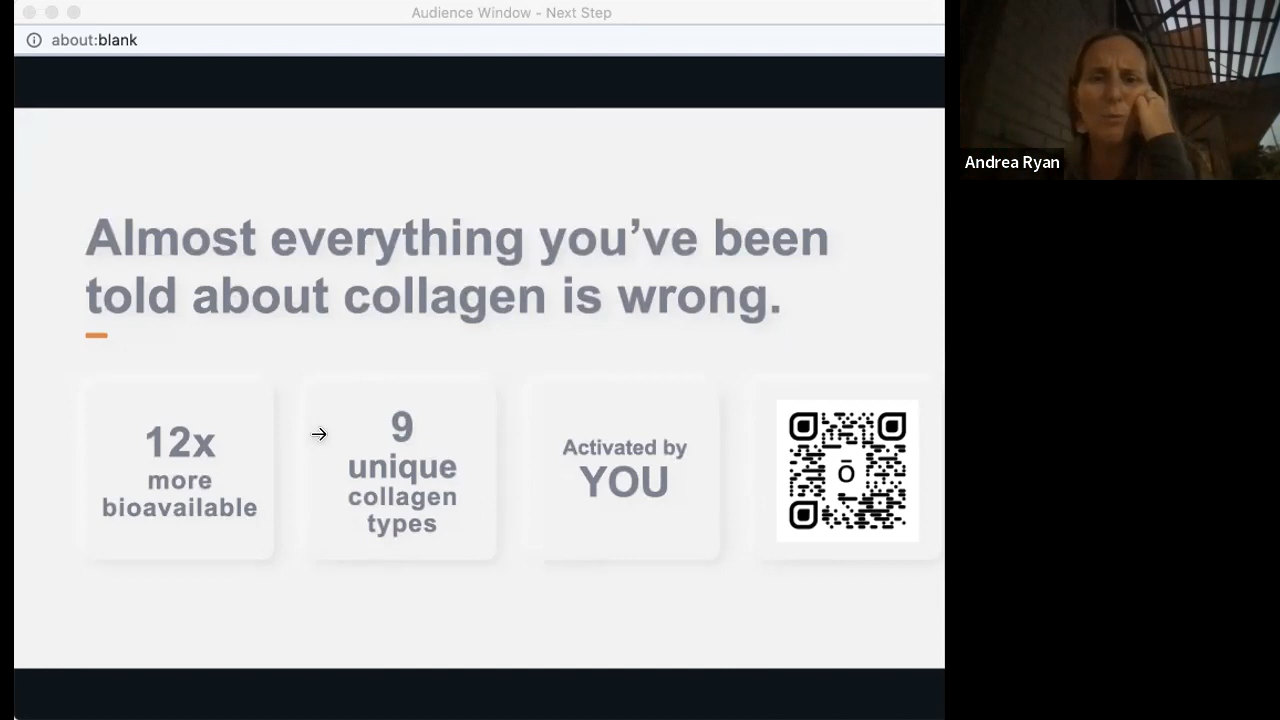 Audience Window - Next Step
about:blank
Almost everything you’ve been
told about collagen is wrong.
12x
more
bioavailable
9
unique
collagen
types
Activated by
YOU
Ō
Andrea Ryan